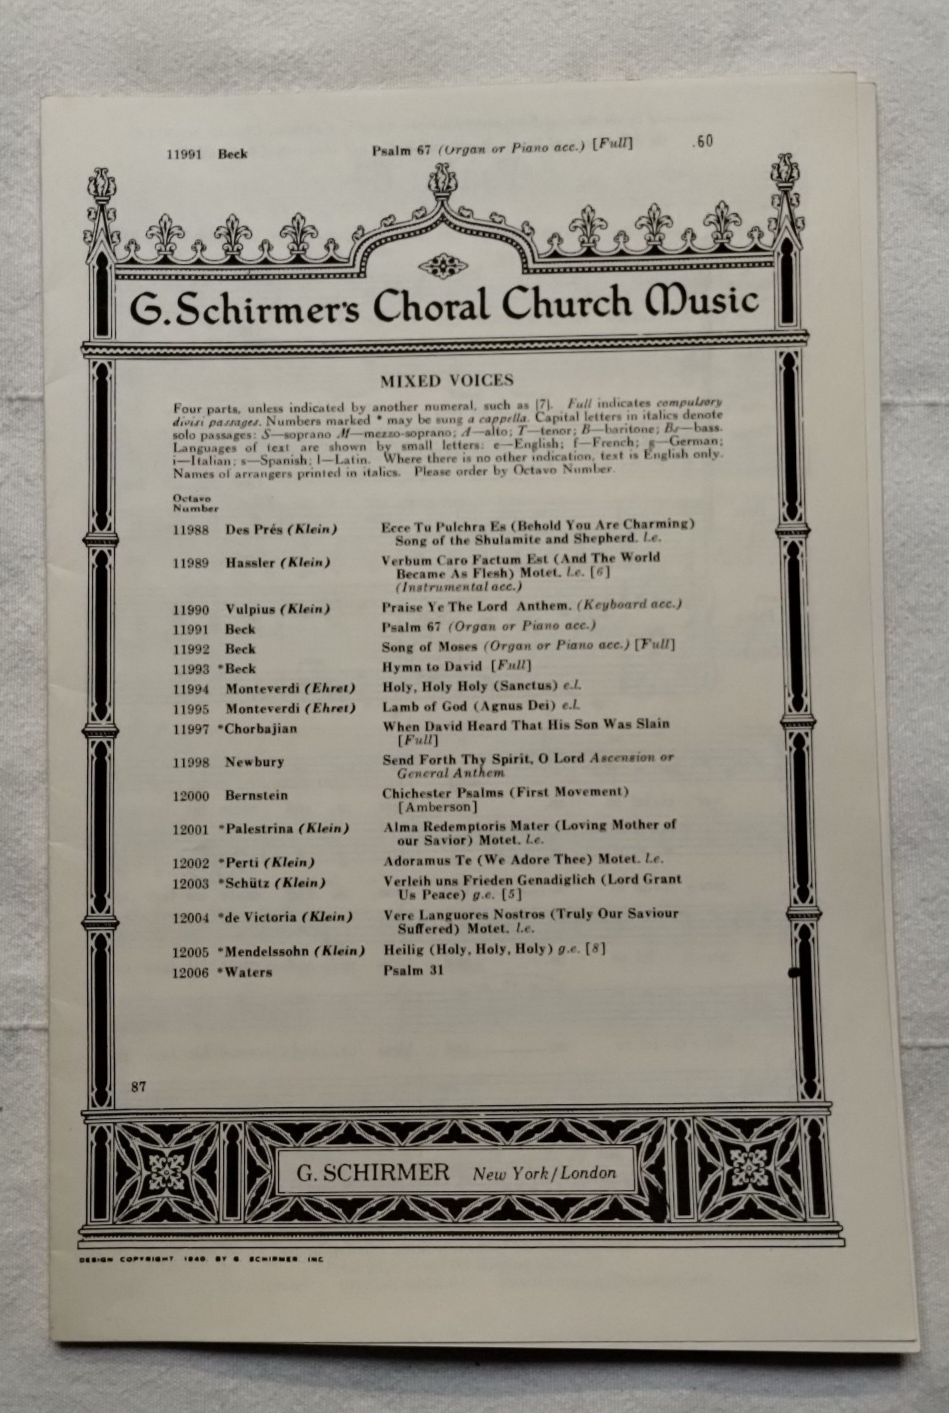 11991 Beck Psalm 67 (Organ or Piano acc.) [Full] .60
G. Schirmer's Choral Church Music
MIXED VOICES
Four parts, unless indicated by another numeral, such as [7]. Full indicates compulsory
divisi passages. Numbers marked * may be sung a cappella. Capital letters in italics denote
solo passages: S—soprano M—mezzo-soprano; A—alto; T—tenor; B—baritone; Bs—bass.
Languages of text are shown by small letters: e—English; f—French; g—German;
i—Italian; s—Spanish; l—Latin. Where there is no other indication, text is English only.
Names of arrangers printed in italics. Please order by Octavo Number.
Octavo
Number
11988 Des Prés (Klein) Ecce Tu Pulchra Es (Behold You Are Charming)
Song of the Shulamite and Shepherd. l.e.
11989 Hassler (Klein) Verbum Caro Factum Est (And The World
Became As Flesh) Motet. l.e. [6]
(Instrumental acc.)
11990 Vulpius (Klein) Praise Ye The Lord Anthem. (Keyboard acc.)
11991 Beck Psalm 67 (Organ or Piano acc.)
11992 Beck Song of Moses (Organ or Piano acc.) [Full]
11993 *Beck Hymn to David [Full]
11994 Monteverdi (Ehret) Holy, Holy Holy (Sanctus) e.l.
11995 Monteverdi (Ehret) Lamb of God (Agnus Dei) e.l.
11997 *Chorbajian When David Heard That His Son Was Slain
[Full]
11998 Newbury Send Forth Thy Spirit, O Lord Ascension or
General Anthem
12000 Bernstein Chichester Psalms (First Movement)
[Amberson]
12001 *Palestrina (Klein) Alma Redemptoris Mater (Loving Mother of
our Savior) Motet. l.e.
12002 *Perti (Klein) Adoramus Te (We Adore Thee) Motet. l.e.
12003 *Schütz (Klein) Verleih uns Frieden Genadiglich (Lord Grant
Us Peace) g.e. [5]
12004 *de Victoria (Klein) Vere Languores Nostros (Truly Our Saviour
Suffered) Motet. l.e.
12005 *Mendelssohn (Klein) Heilig (Holy, Holy, Holy) g.e. [8]
12006 *Waters Psalm 31
87
G. SCHIRMER New York/London
DESIGN COPYRIGHT, 1940, BY G. SCHIRMER, INC.